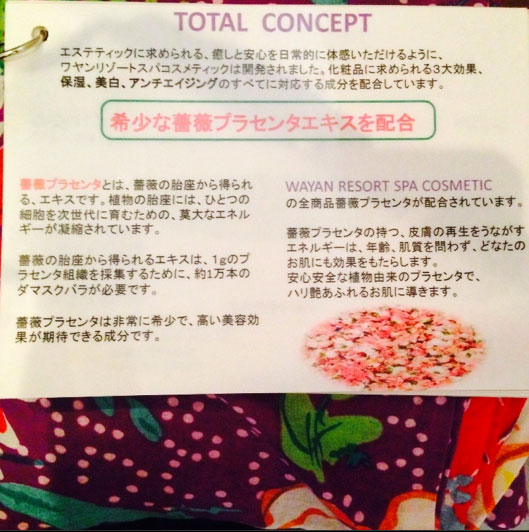 TOTAL CONCEPT
エステティックに求められる、癒しと安心を日常的に体感いただけるように、
ワヤンリゾートスパコスメティックは開発されました。化粧品に求められる3大効果、
保湿、美白、アンチエイジングのすべてに対応する成分を配合しています。
希少な薔薇プラセンタエキスを配合
薔薇プラセンタとは、薔薇の胎座から得られ
る、エキスです。植物の胎座には、ひとつの
細胞を次世代に育むための、莫大なエネル
ギーが凝縮されています。
薔薇の胎座から得られるエキスは、1gのプ
ラセンタ組織を採集するために、約1万本の
ダマスクバラが必要です。
薔薇プラセンタは非常に希少で、高い美容効
果が期待できる成分です。
WAYAN RESORT SPA COSMETIC
の全商品薔薇プラセンタが配合されています。
薔薇プラセンタの持つ、皮膚の再生をうながす
エネルギーは、年齢、肌質を問わず、どなたの
お肌にも効果をもたらします。
安心安全な植物由来のプラセンタで、
ハリ艶あふれるお肌に導きます。